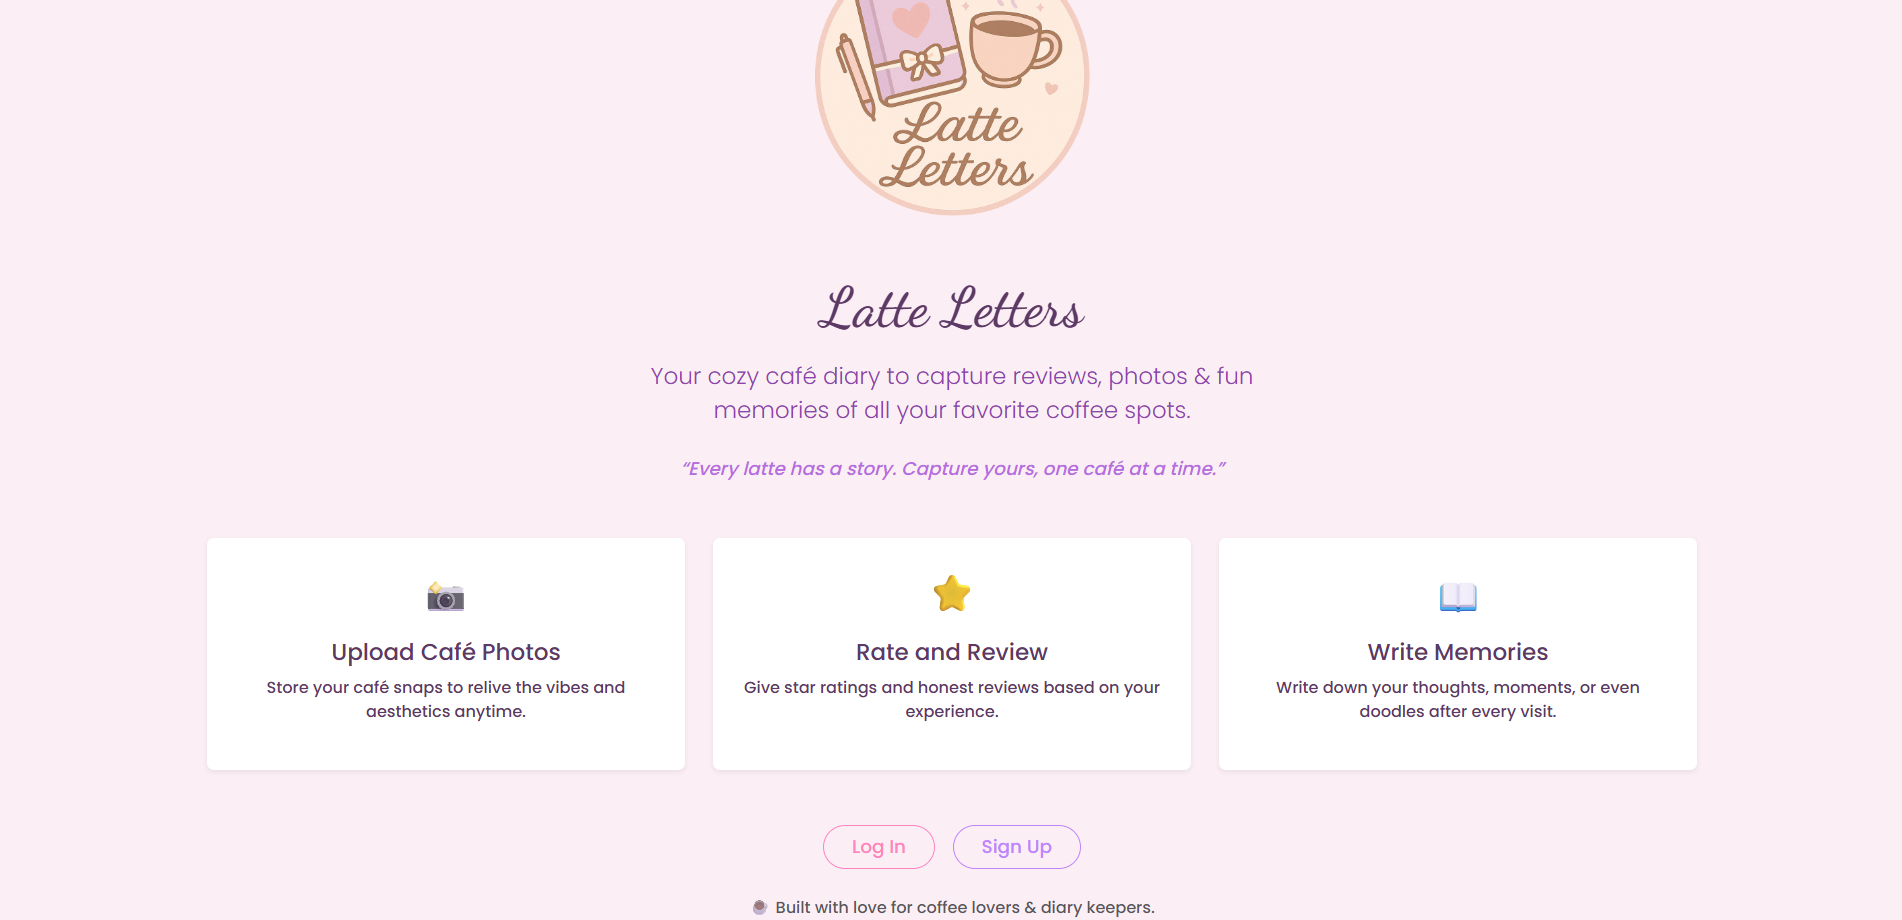 Latte
Letters
Latte Letters
Your cozy café diary to capture reviews, photos & fun
memories of all your favorite coffee spots.
“Every latte has a story. Capture yours, one café at a time.”
Upload Café Photos
Store your café snaps to relive the vibes and
aesthetics anytime.
Rate and Review
Give star ratings and honest reviews based on your
experience.
Write Memories
Write down your thoughts, moments, or even
doodles after every visit.
Log In
Sign Up
Built with love for coffee lovers & diary keepers.